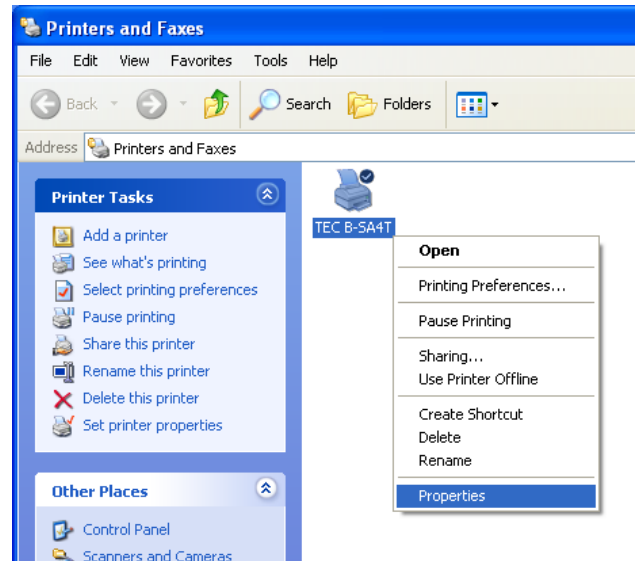 Printers and Faxes
File Edit View Favorites Tools Help
Back Search Folders
Address Printers and Faxes
Printer Tasks
Add a printer
See what's printing
Select printing preferences
Pause printing
Share this printer
Rename this printer
Delete this printer
Set printer properties
Other Places
Control Panel
Scanners and Cameras
TEC B-SA4T
Open
Printing Preferences...
Pause Printing
Sharing...
Use Printer Offline
Create Shortcut
Delete
Rename
Properties